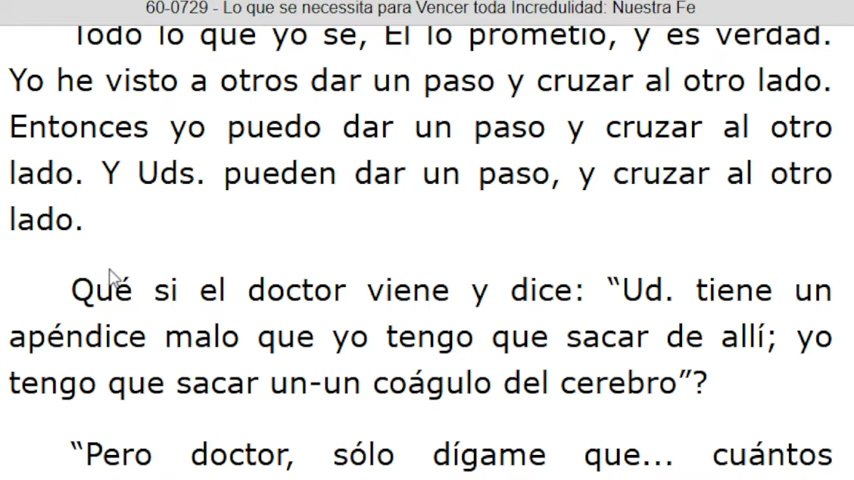 60-0729 - Lo que se necessita para Vencer toda Incredulidad: Nuestra Fe
Todo lo que yo sé, Él lo prometió, y es verdad.
Yo he visto a otros dar un paso y cruzar al otro lado.
Entonces yo puedo dar un paso y cruzar al otro
lado. Y Uds. pueden dar un paso, y cruzar al otro
lado.
Qué si el doctor viene y dice: “Ud. tiene un
apéndice malo que yo tengo que sacar de allí; yo
tengo que sacar un-un coágulo del cerebro”?
“Pero doctor, sólo dígame que... cuántos